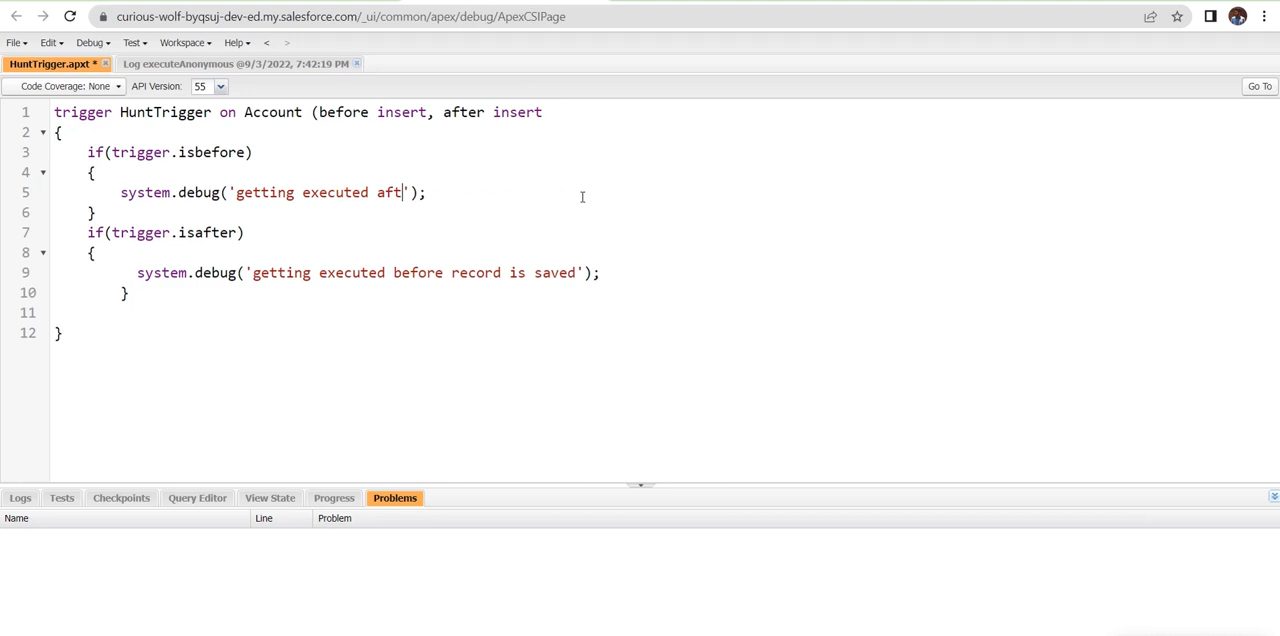 curious-wolf-byqsuj-dev-ed.my.salesforce.com/_ui/common/apex/debug/ApexCSIPage
File Edit Debug Test Workspace Help < >
HuntTrigger.apxt * Log executeAnonymous @9/3/2022, 7:42:19 PM
Code Coverage: None API Version: 55 Go To
1 trigger HuntTrigger on Account (before insert, after insert
2 {
3 if(trigger.isbefore)
4 {
5 system.debug('getting executed aft');
6 }
7 if(trigger.isafter)
8 {
9 system.debug('getting executed before record is saved');
10 }
11
12 }
Logs Tests Checkpoints Query Editor View State Progress Problems
Name Line Problem